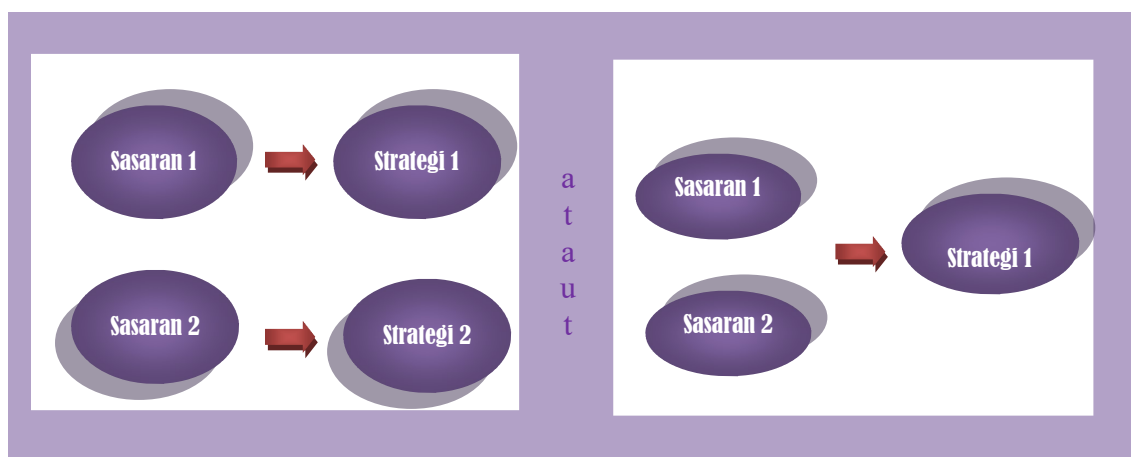 Sasaran 1
Strategi 1
Sasaran 2
Strategi 2
a
t
a
u
t
Sasaran 1
Sasaran 2
Strategi 1